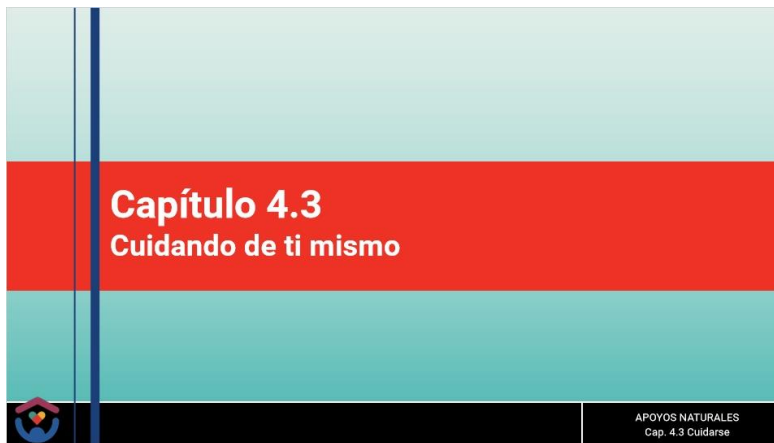 Capítulo 4.3
Cuidando de ti mismo
APOYOS NATURALES
Cap. 4.3 Cuidarse